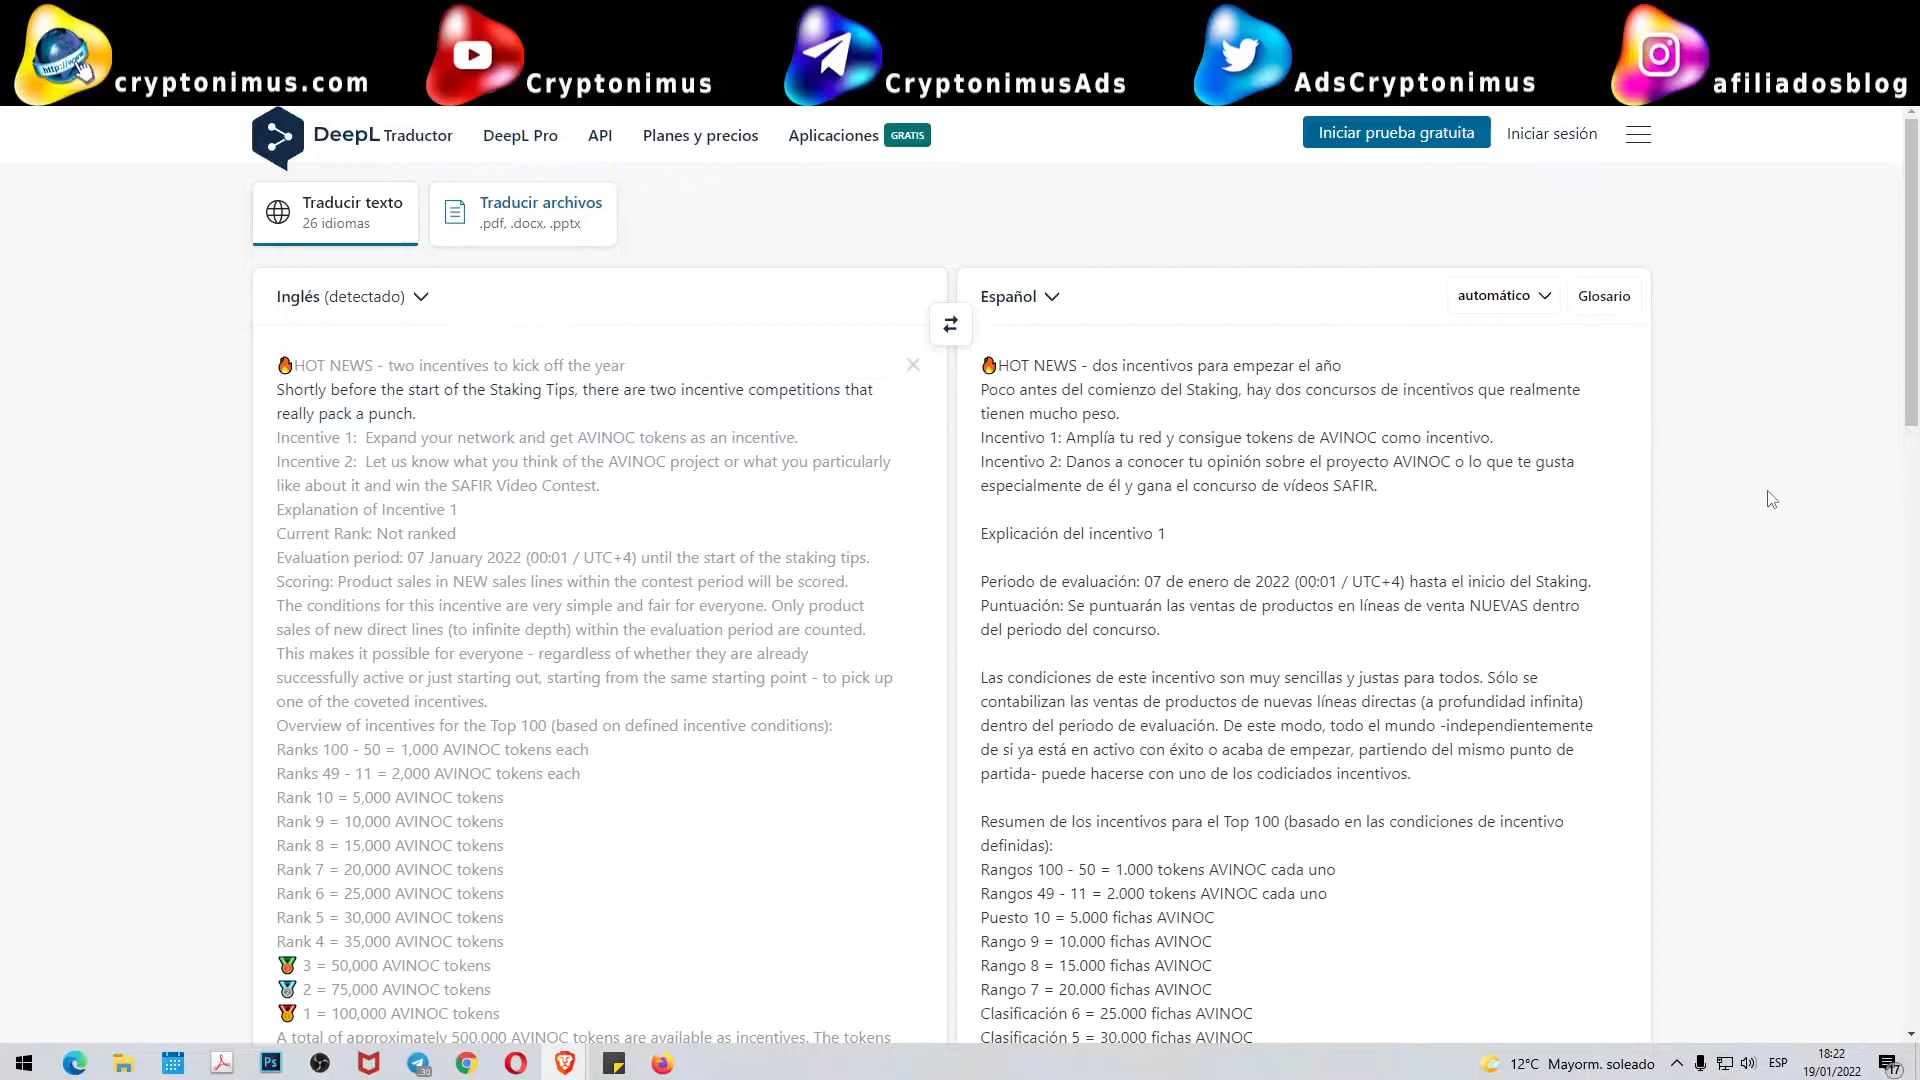 cryptonimus.com
Cryptonimus
CryptonimusAds
AdsCryptonimus
afiliadosblog
DeepL Traductor
DeepL Pro
API
Planes y precios
Aplicaciones GRATIS
Iniciar prueba gratuita
Iniciar sesión
Traducir texto
26 idiomas
Traducir archivos
.pdf, .docx, .pptx
Inglés (detectado)
🔥HOT NEWS - two incentives to kick off the year
Shortly before the start of the Staking Tips, there are two incentive competitions that
really pack a punch.
Incentive 1:  Expand your network and get AVINOC tokens as an incentive.
Incentive 2:  Let us know what you think of the AVINOC project or what you particularly
like about it and win the SAFIR Video Contest.
Explanation of Incentive 1
Current Rank: Not ranked
Evaluation period: 07 January 2022 (00:01 / UTC+4) until the start of the staking tips.
Scoring: Product sales in NEW sales lines within the contest period will be scored.
The conditions for this incentive are very simple and fair for everyone. Only product
sales of new direct lines (to infinite depth) within the evaluation period are counted.
This makes it possible for everyone - regardless of whether they are already
successfully active or just starting out, starting from the same starting point - to pick up
one of the coveted incentives.
Overview of incentives for the Top 100 (based on defined incentive conditions):
Ranks 100 - 50 = 1,000 AVINOC tokens each
Ranks 49 - 11 = 2,000 AVINOC tokens each
Rank 10 = 5,000 AVINOC tokens
Rank 9 = 10,000 AVINOC tokens
Rank 8 = 15,000 AVINOC tokens
Rank 7 = 20,000 AVINOC tokens
Rank 6 = 25,000 AVINOC tokens
Rank 5 = 30,000 AVINOC tokens
Rank 4 = 35,000 AVINOC tokens
🥉 3 = 50,000 AVINOC tokens
🥈 2 = 75,000 AVINOC tokens
🥇 1 = 100,000 AVINOC tokens
A total of approximately 500,000 AVINOC tokens are available as incentives. The tokens
Español
automático
Glosario
🔥HOT NEWS - dos incentivos para empezar el año
Poco antes del comienzo del Staking, hay dos concursos de incentivos que realmente
tienen mucho peso.
Incentivo 1: Amplía tu red y consigue tokens de AVINOC como incentivo.
Incentivo 2: Danos a conocer tu opinión sobre el proyecto AVINOC o lo que te gusta
especialmente de él y gana el concurso de vídeos SAFIR.
Explicación del incentivo 1
Periodo de evaluación: 07 de enero de 2022 (00:01 / UTC+4) hasta el inicio del Staking.
Puntuación: Se puntuarán las ventas de productos en líneas de venta NUEVAS dentro
del periodo del concurso.
Las condiciones de este incentivo son muy sencillas y justas para todos. Sólo se
contabilizan las ventas de productos de nuevas líneas directas (a profundidad infinita)
dentro del periodo de evaluación. De este modo, todo el mundo -independientemente
de si ya está en activo con éxito o acaba de empezar, partiendo del mismo punto de
partida- puede hacerse con uno de los codiciados incentivos.
Resumen de los incentivos para el Top 100 (basado en las condiciones de incentivo
definidas):
Rangos 100 - 50 = 1.000 tokens AVINOC cada uno
Rangos 49 - 11 = 2.000 tokens AVINOC cada uno
Puesto 10 = 5.000 fichas AVINOC
Rango 9 = 10.000 fichas AVINOC
Rango 8 = 15.000 fichas AVINOC
Rango 7 = 20.000 fichas AVINOC
Clasificación 6 = 25.000 fichas AVINOC
Clasificación 5 = 30.000 fichas AVINOC
Ps
30
12°C Mayorm. soleado
ESP
18:22
19/01/2022
17